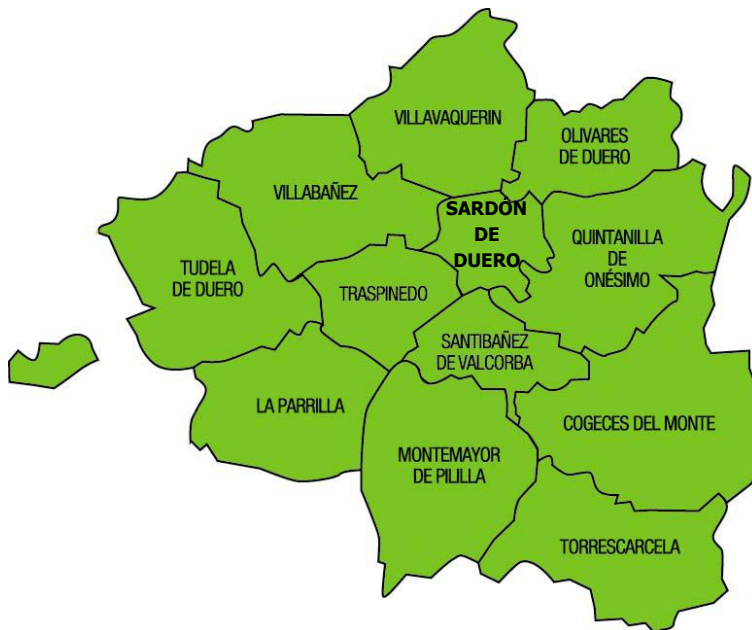 VILLAVAQUERIN
OLIVARES
DE DUERO
VILLABAÑEZ
SARDÓN
DE
DUERO
QUINTANILLA
DE
ONÉSIMO
TUDELA
DE DUERO
TRASPINEDO
SANTIBAÑEZ
DE VALCORBA
LA PARRILLA
COGECES DEL MONTE
MONTEMAYOR
DE PILILLA
TORRESCARCELA